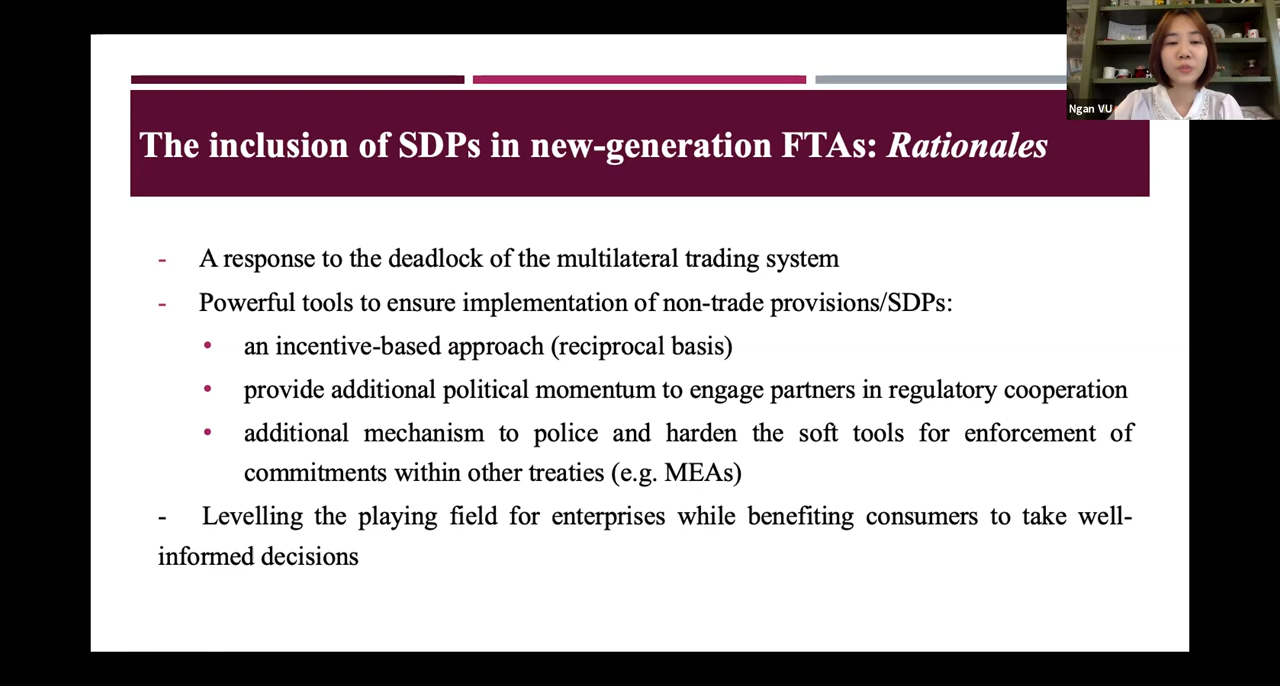 The inclusion of SDPs in new-generation FTAs: Rationales
Ngan VU
- A response to the deadlock of the multilateral trading system
- Powerful tools to ensure implementation of non-trade provisions/SDPs:
• an incentive-based approach (reciprocal basis)
• provide additional political momentum to engage partners in regulatory cooperation
• additional mechanism to police and harden the soft tools for enforcement of
commitments within other treaties (e.g. MEAs)
- Levelling the playing field for enterprises while benefiting consumers to take well-
informed decisions